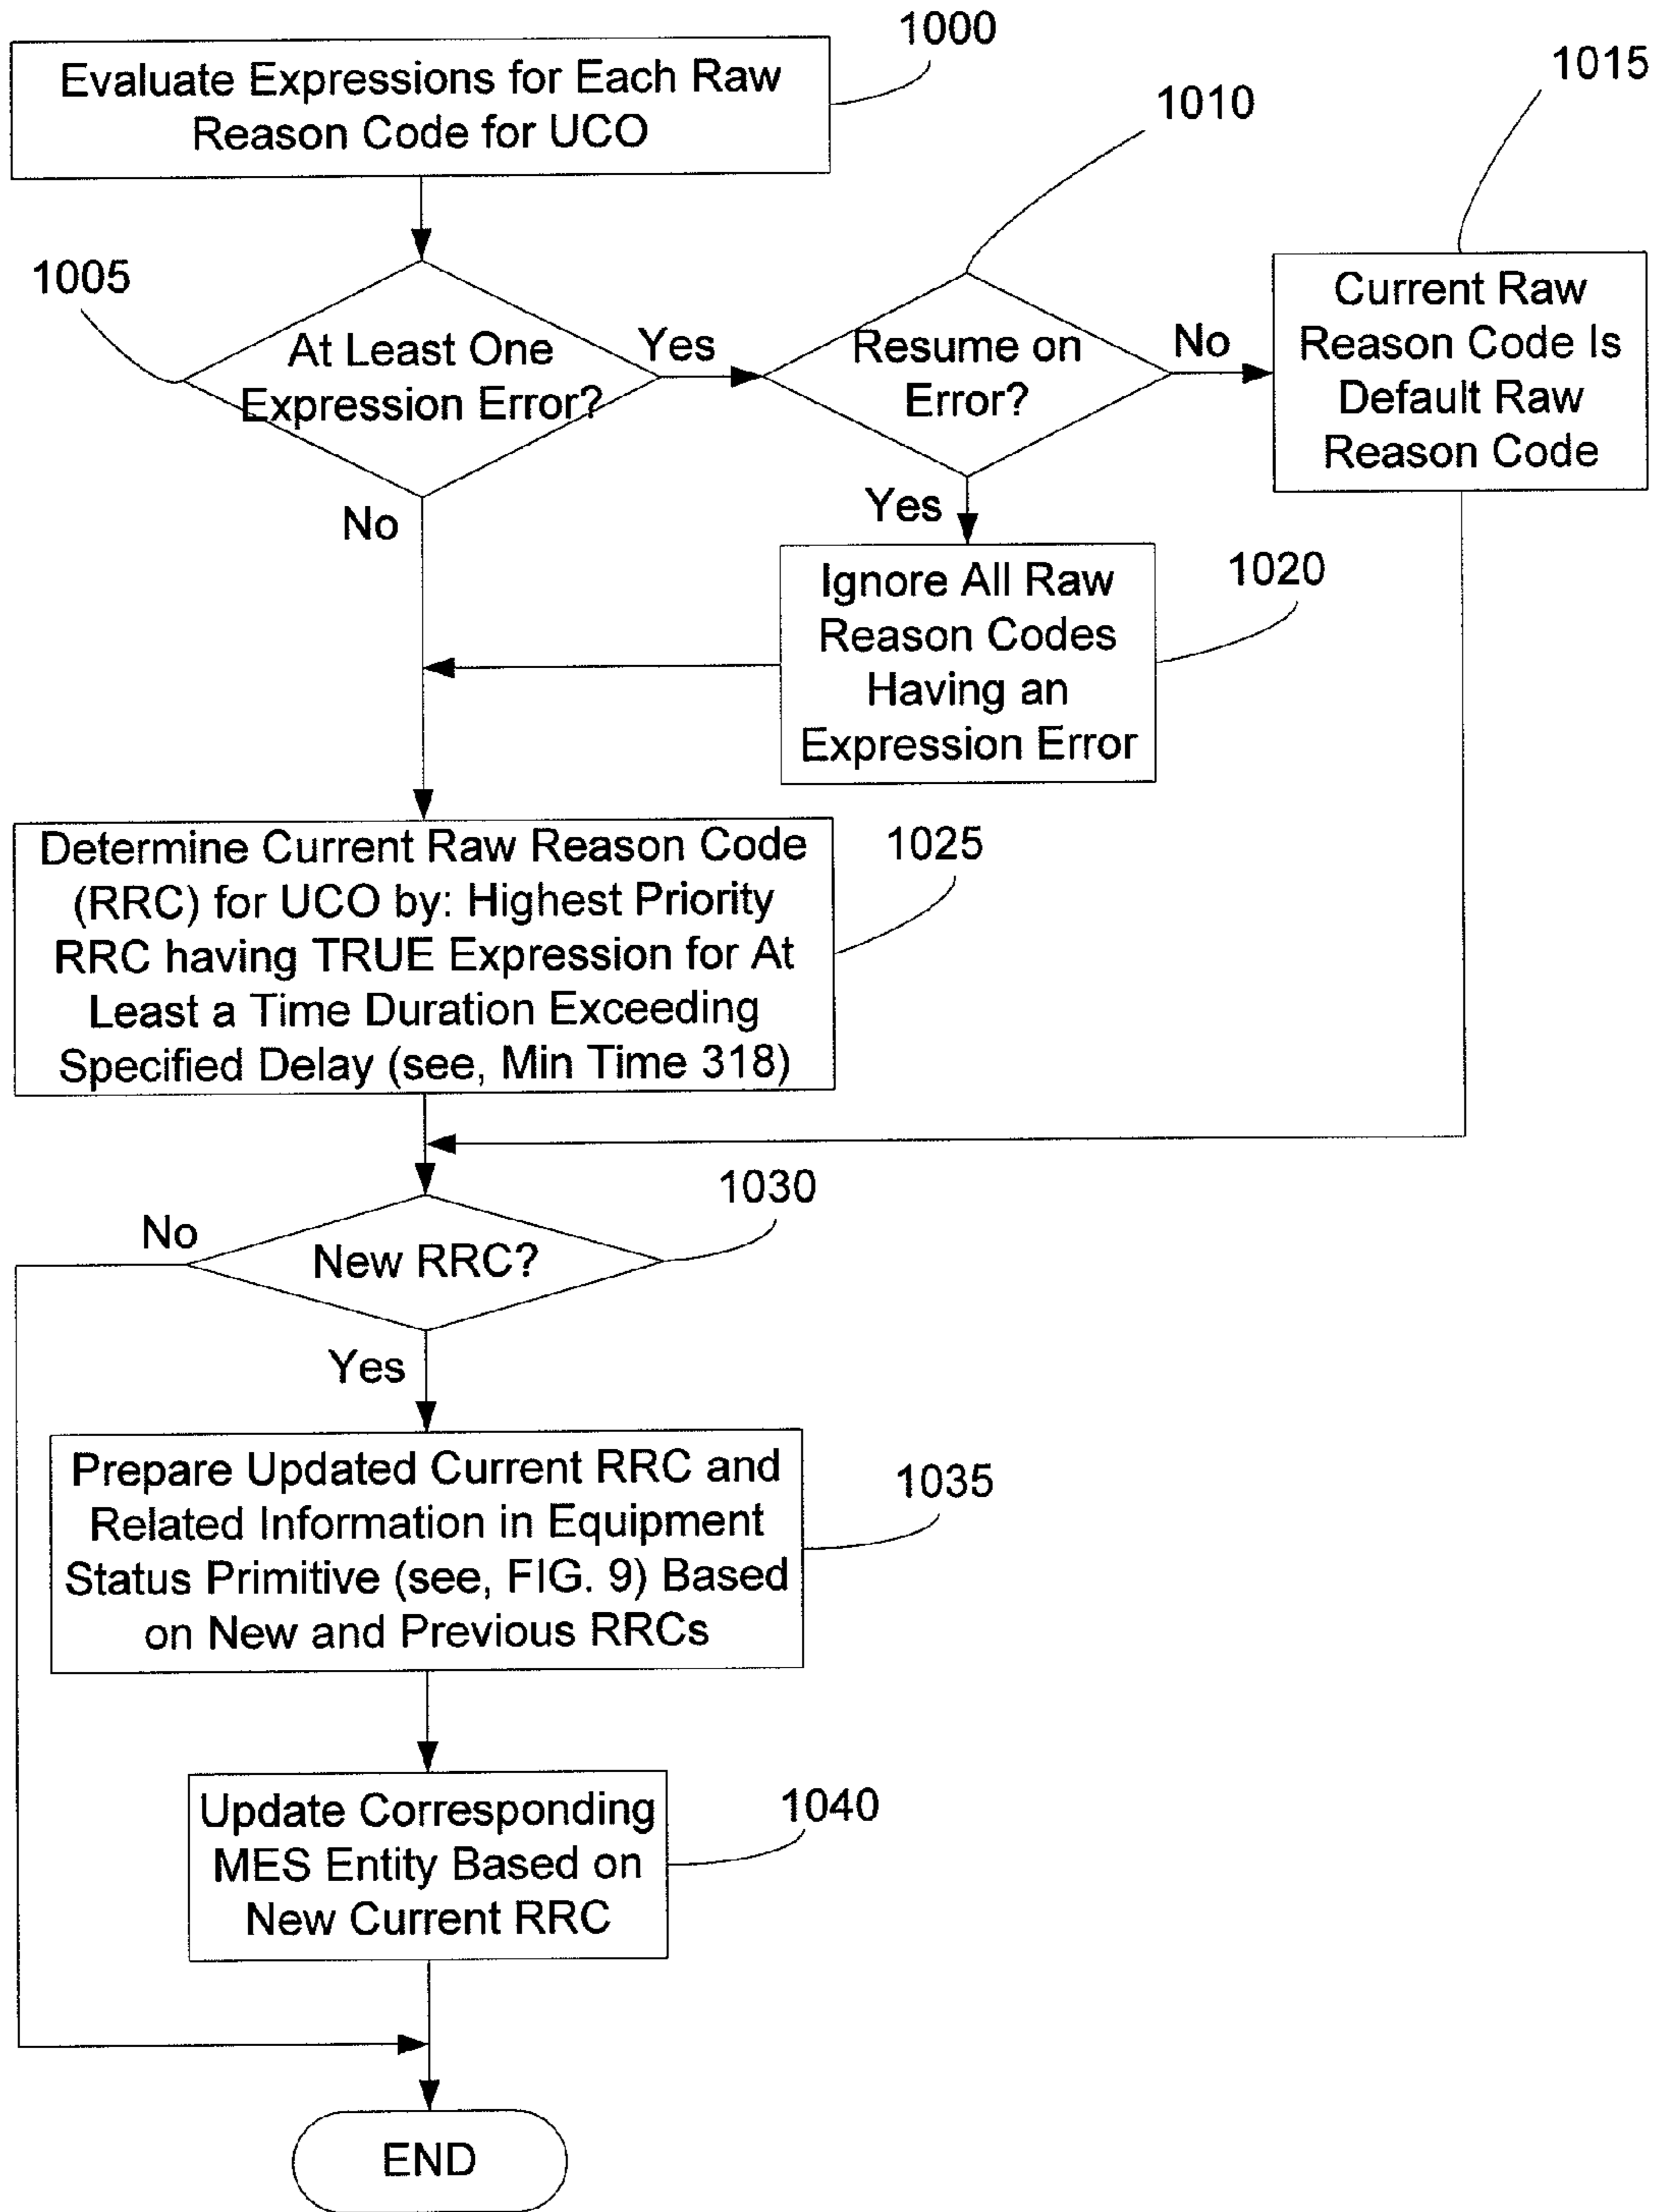 1000
Evaluate Expressions for Each Raw
Reason Code for UCO
1015
1010
1005
At Least One
Expression Error?
Yes
Resume on
Error?
No
Current Raw
Reason Code Is
Default Raw
Reason Code
No
Yes
Ignore All Raw
Reason Codes
Having an
Expression Error
1020
Determine Current Raw Reason Code
(RRC) for UCO by: Highest Priority
RRC having TRUE Expression for At
Least a Time Duration Exceeding
Specified Delay (see, Min Time 318)
1025
1030
No
New RRC?
Yes
Prepare Updated Current RRC and
Related Information in Equipment
Status Primitive (see, FIG. 9) Based
on New and Previous RRCs
1035
Update Corresponding
MES Entity Based on
New Current RRC
1040
END